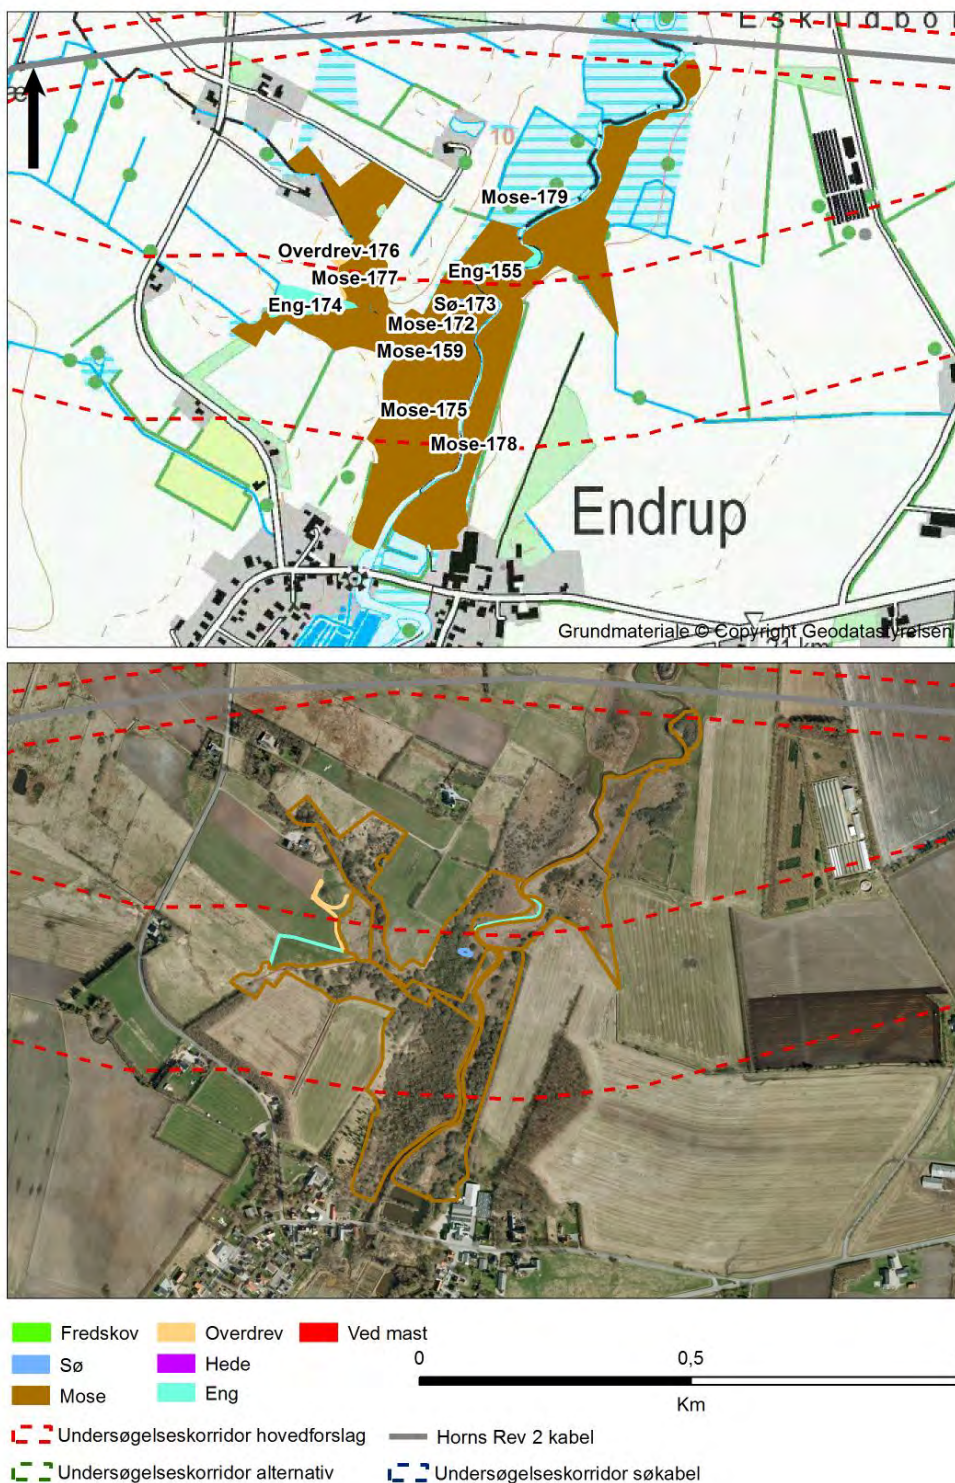 Eskildbo
æ
10
Mose-179
Overdrev-176
Mose-177
Eng-155
Eng-174
Sø-173
Mose-172
Mose-159
Mose-175
Mose-178
Endrup
Grundmateriale © Copyright Geodatastyrelsen
Fredskov
Overdrev
Ved mast
Sø
Hede
Mose
Eng
0
0,5
Km
Undersøgelseskorridor hovedforslag
Horns Rev 2 kabel
Undersøgelseskorridor alternativ
Undersøgelseskorridor søkabel